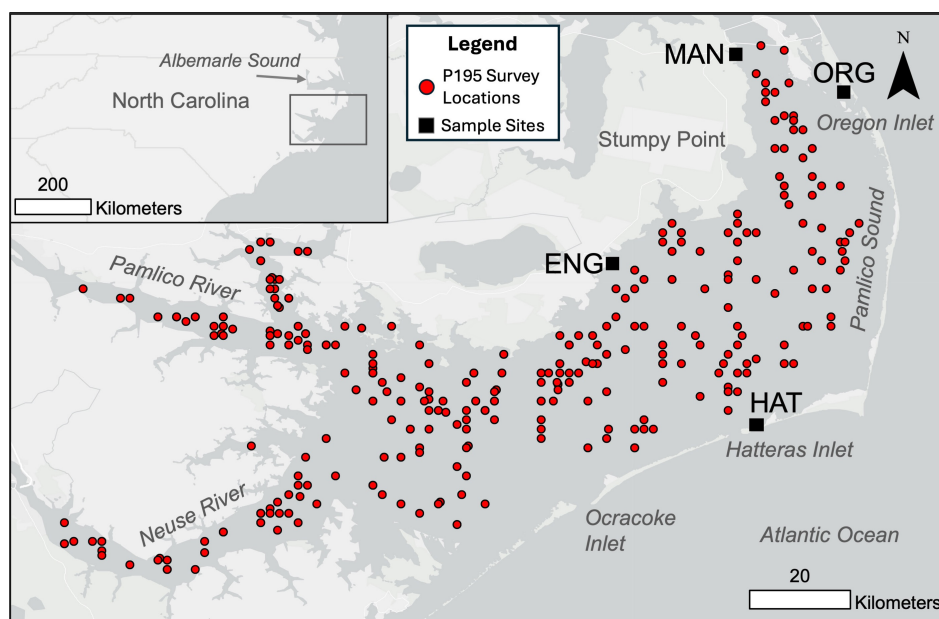 Albemarle Sound
North Carolina
200
Kilometers
Legend
P195 Survey
Locations
Sample Sites
MAN
N
ORG
Oregon Inlet
Stumpy Point
Pamlico Sound
ENG
Pamlico River
HAT
Hatteras Inlet
Neuse River
Ocracoke
Inlet
Atlantic Ocean
20
Kilometers